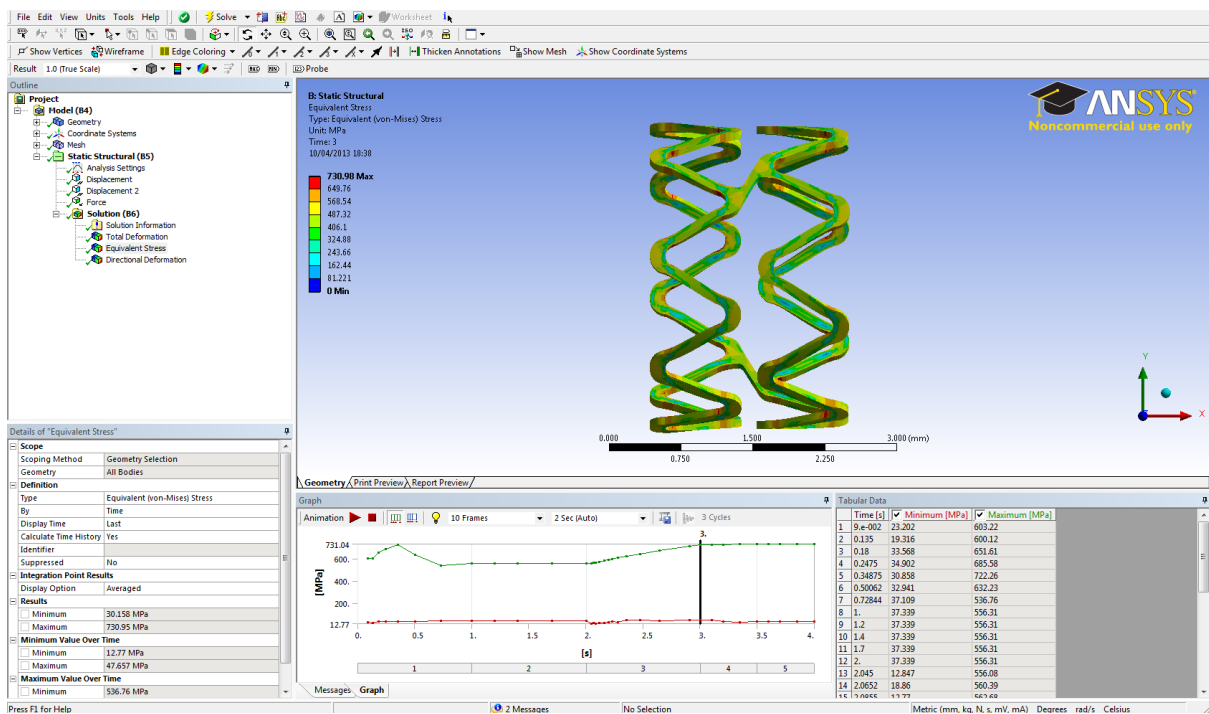 File Edit View Units Tools Help Solve Worksheet
Show Vertices Wireframe Edge Coloring Thicken Annotations Show Mesh Show Coordinate Systems
Result 1.0 (True Scale) MAX MIN Probe
Outline
Project
Model (B4)
Geometry
Coordinate Systems
Mesh
Static Structural (B5)
Analysis Settings
Displacement
Displacement 2
Force
Solution (B6)
Solution Information
Total Deformation
Equivalent Stress
Directional Deformation
B: Static Structural
Equivalent Stress
Type: Equivalent (von-Mises) Stress
Unit: MPa
Time: 3
10/04/2013 18:38
730.98 Max
649.76
568.54
487.32
406.1
324.88
243.66
162.44
81.221
0 Min
ANSYS
Noncommercial use only
Y
X
0.000 1.500 3.000 (mm)
0.750 2.250
Geometry Print Preview Report Preview
Details of "Equivalent Stress"
Scope
Scoping Method Geometry Selection
Geometry All Bodies
Definition
Type Equivalent (von-Mises) Stress
By Time
Display Time Last
Calculate Time History Yes
Identifier
Suppressed No
Integration Point Results
Display Option Averaged
Results
Minimum 30.158 MPa
Maximum 730.95 MPa
Minimum Value Over Time
Minimum 12.77 MPa
Maximum 47.657 MPa
Maximum Value Over Time
Minimum 536.76 MPa
Graph
Animation 10 Frames 2 Sec (Auto) 3 Cycles
3.
731.04
600.
400.
200.
12.77
[MPa]
0. 0.5 1. 1.5 2. 2.5 3. 3.5 4.
[s]
1 2 3 4 5
Messages Graph
Tabular Data
Time [s] Minimum [MPa] Maximum [MPa]
1 9.e-002 23.202 603.22
2 0.135 19.316 600.12
3 0.18 33.568 651.61
4 0.2475 34.902 685.58
5 0.34875 30.858 722.26
6 0.50062 32.941 632.23
7 0.72844 37.109 536.76
8 1. 37.339 556.31
9 1.2 37.339 556.31
10 1.4 37.339 556.31
11 1.7 37.339 556.31
12 2. 37.339 556.31
13 2.045 12.847 556.08
14 2.0652 18.86 560.39
15 2.0855 12.77 562.68
Press F1 for Help 2 Messages No Selection Metric (mm, kg, N, s, mV, mA) Degrees rad/s Celsius